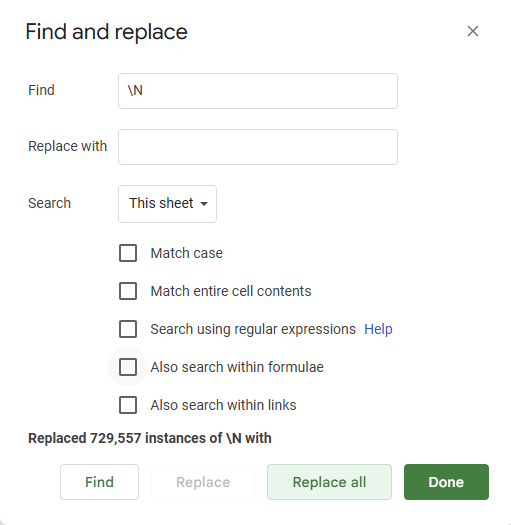 Find and replace
Find
\N
Replace with
Search
This sheet
Match case
Match entire cell contents
Search using regular expressions Help
Also search within formulae
Also search within links
Replaced 729,557 instances of \N with
Find Replace Replace all Done